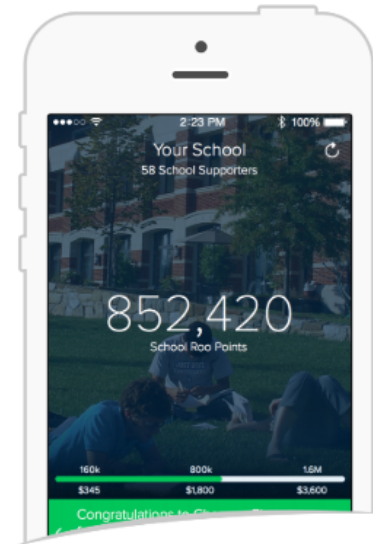 2:23 PM 100%
Your School
58 School Supporters
852,420
School Roo Points
160k 800k 1.6M
$345 $1,800 $3,600
Congratulations to